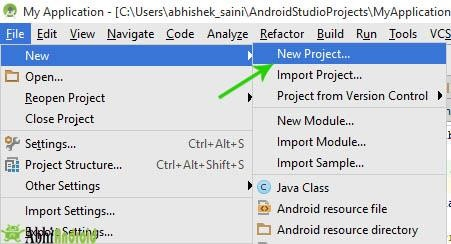 My Application - [C:\Users\abhishek_saini\AndroidStudioProjects\MyApplication
File Edit View Navigate Code Analyze Refactor Build Run Tools VCS
New
Open...
Reopen Project
Close Project
Settings... Ctrl+Alt+S
Project Structure... Ctrl+Alt+Shift+S
Other Settings
Import Settings...
Export Settings...
AbhiAndroid
New Project...
Import Project...
Project from Version Control
New Module...
Import Module...
Import Sample...
Java Class
Android resource file
Android resource directory